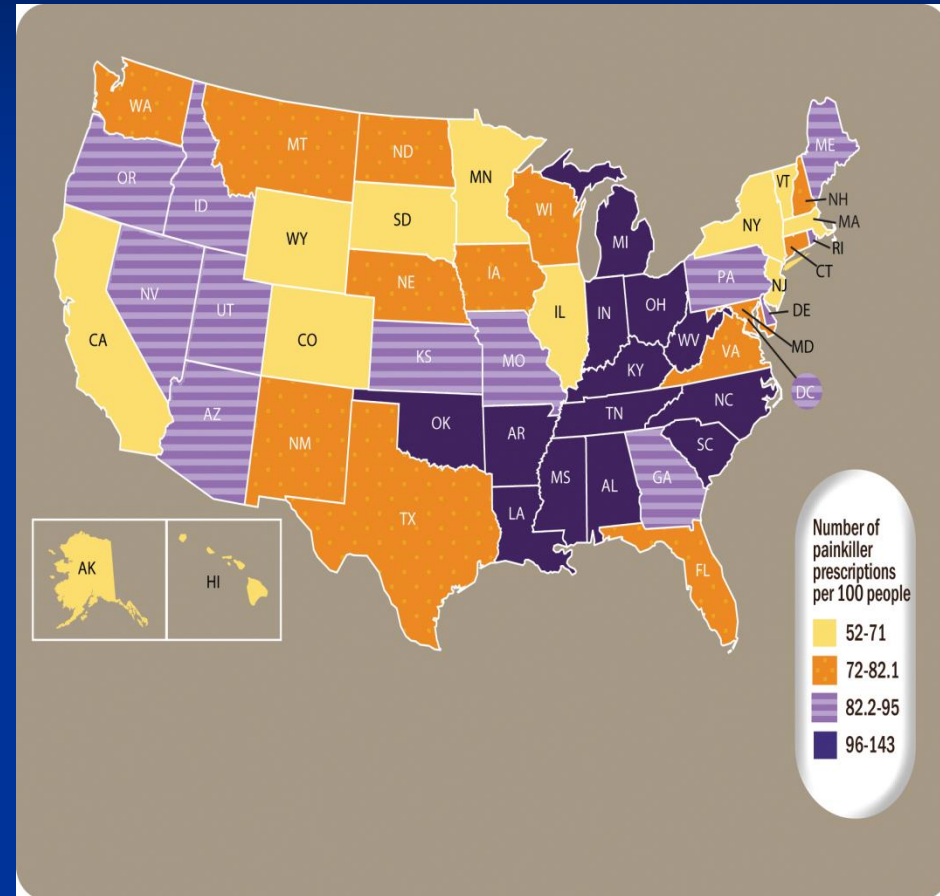 WA
MT
ND
MN
ME
OR
ID
WI
VT
NH
SD
WY
MI
NY
MA
RI
CT
NE
IA
PA
NJ
NV
UT
IL
IN
OH
DE
CA
CO
KS
MO
WV
MD
VA
KY
DC
AZ
NM
OK
AR
TN
NC
SC
MS
AL
GA
TX
LA
FL
AK
HI
Number of
painkiller
prescriptions
per 100 people
52-71
72-82.1
82.2-95
96-143